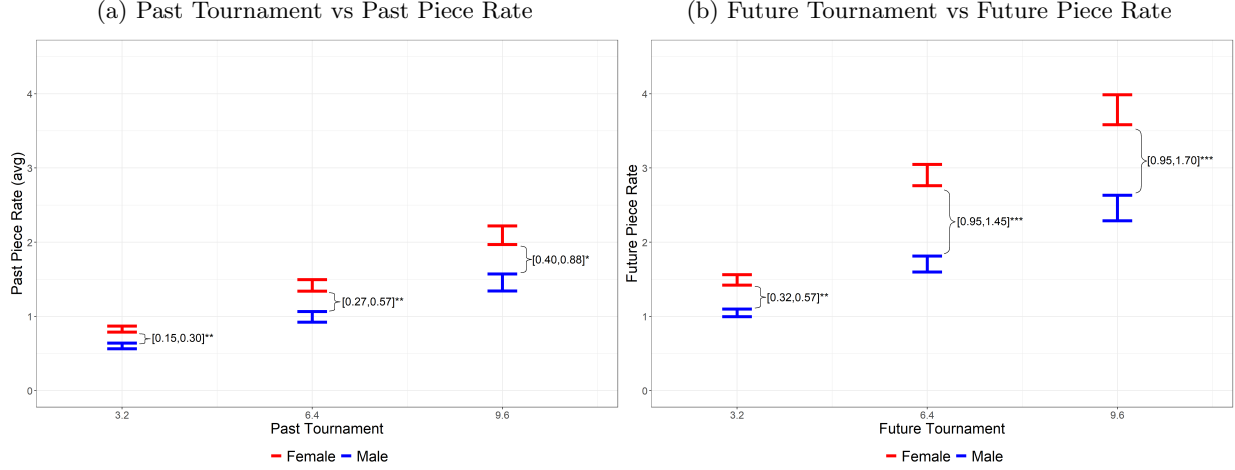 (a) Past Tournament vs Past Piece Rate
Past Piece Rate (avg)
4
3
2
1
0
[0.15,0.30]**
[0.27,0.57]**
[0.40,0.88]*
3.2
6.4
9.6
Past Tournament
Female
Male
(b) Future Tournament vs Future Piece Rate
Future Piece Rate
4
3
2
1
0
[0.32,0.57]**
[0.95,1.45]***
[0.95,1.70]***
3.2
6.4
9.6
Future Tournament
Female
Male